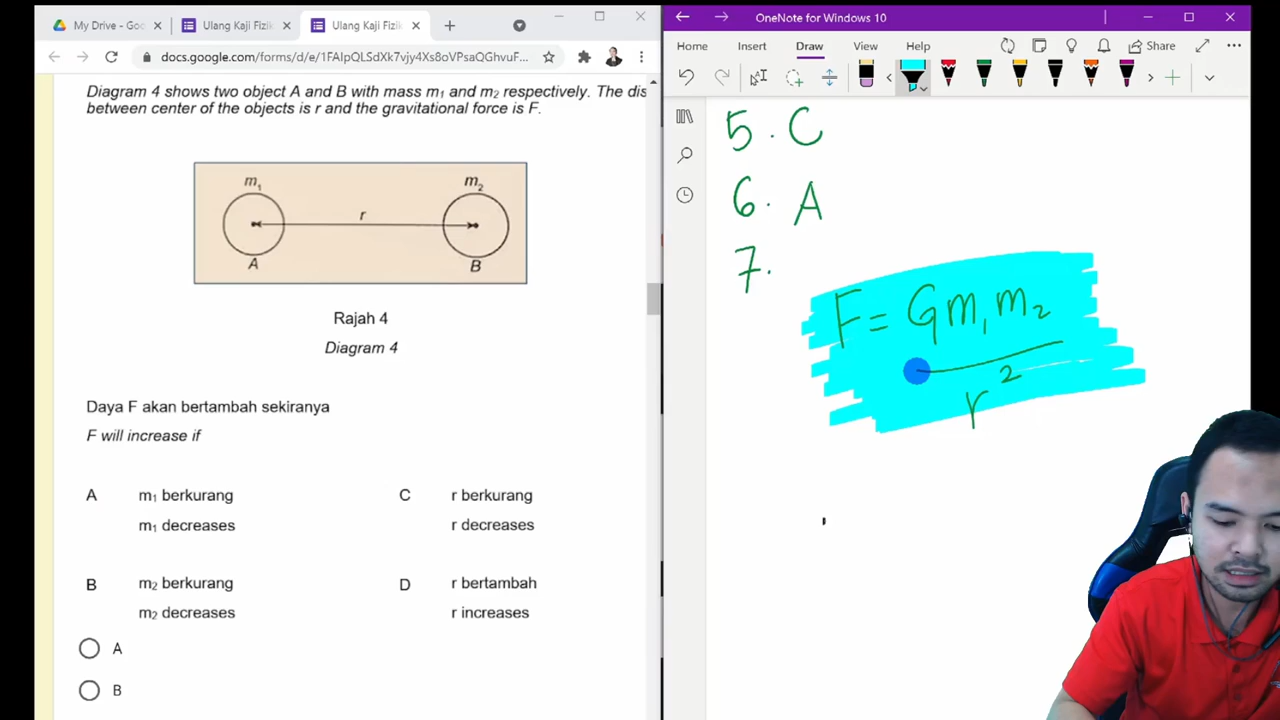 My Drive - Goo
Ulang Kaji Fizik
Ulang Kaji Fizik
docs.google.com/forms/d/e/1FAIpQLSdXk7vjy4Xs8oVPsaQGhvuF...
Diagram 4 shows two object A and B with mass m₁ and m₂ respectively. The dis
between center of the objects is r and the gravitational force is F.
m₁ m₂
r
A B
Rajah 4
Diagram 4
Daya F akan bertambah sekiranya
F will increase if
A m₁ berkurang C r berkurang
m₁ decreases r decreases
B m₂ berkurang D r bertambah
m₂ decreases r increases
A
B
OneNote for Windows 10
Home Insert Draw View Help Share
5. C
6. A
7.
F = Gm₁m₂
r²